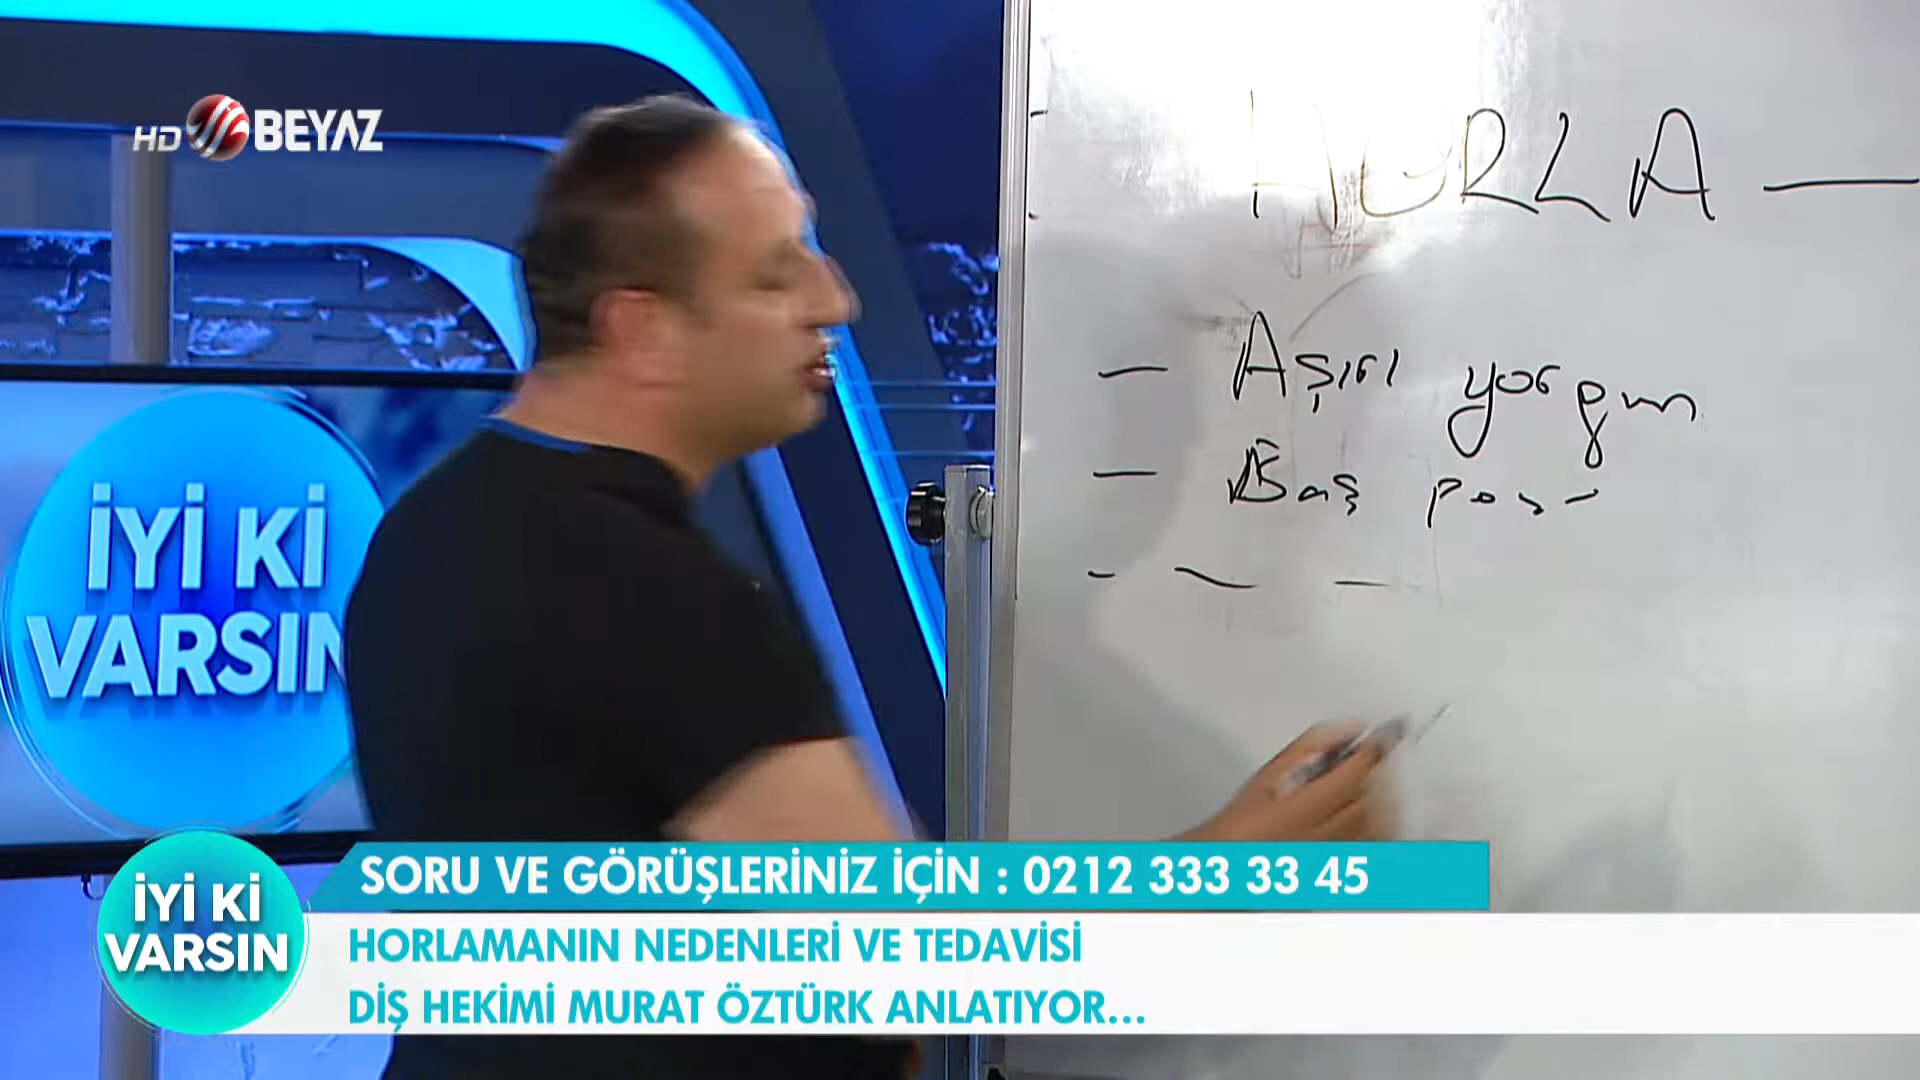 HD BEYAZ
HORLA —
- Aşırı yorgun
- Baş
İYİ Kİ
VARSIN
SORU VE GÖRÜŞLERİNİZ İÇİN : 0212 333 33 45
İYİ Kİ
VARSIN
HORLAMANIN NEDENLERİ VE TEDAVİSİ
DİŞ HEKİMİ MURAT ÖZTÜRK ANLATIYOR...